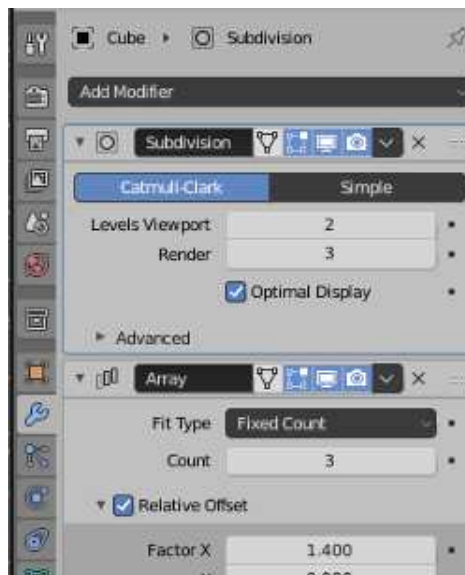 Cube Subdivision
Add Modifier
Subdivision
Catmull-Clark Simple
Levels Viewport 2
Render 3
Optimal Display
Advanced
Array
Fit Type Fixed Count
Count 3
Relative Offset
Factor X 1.400